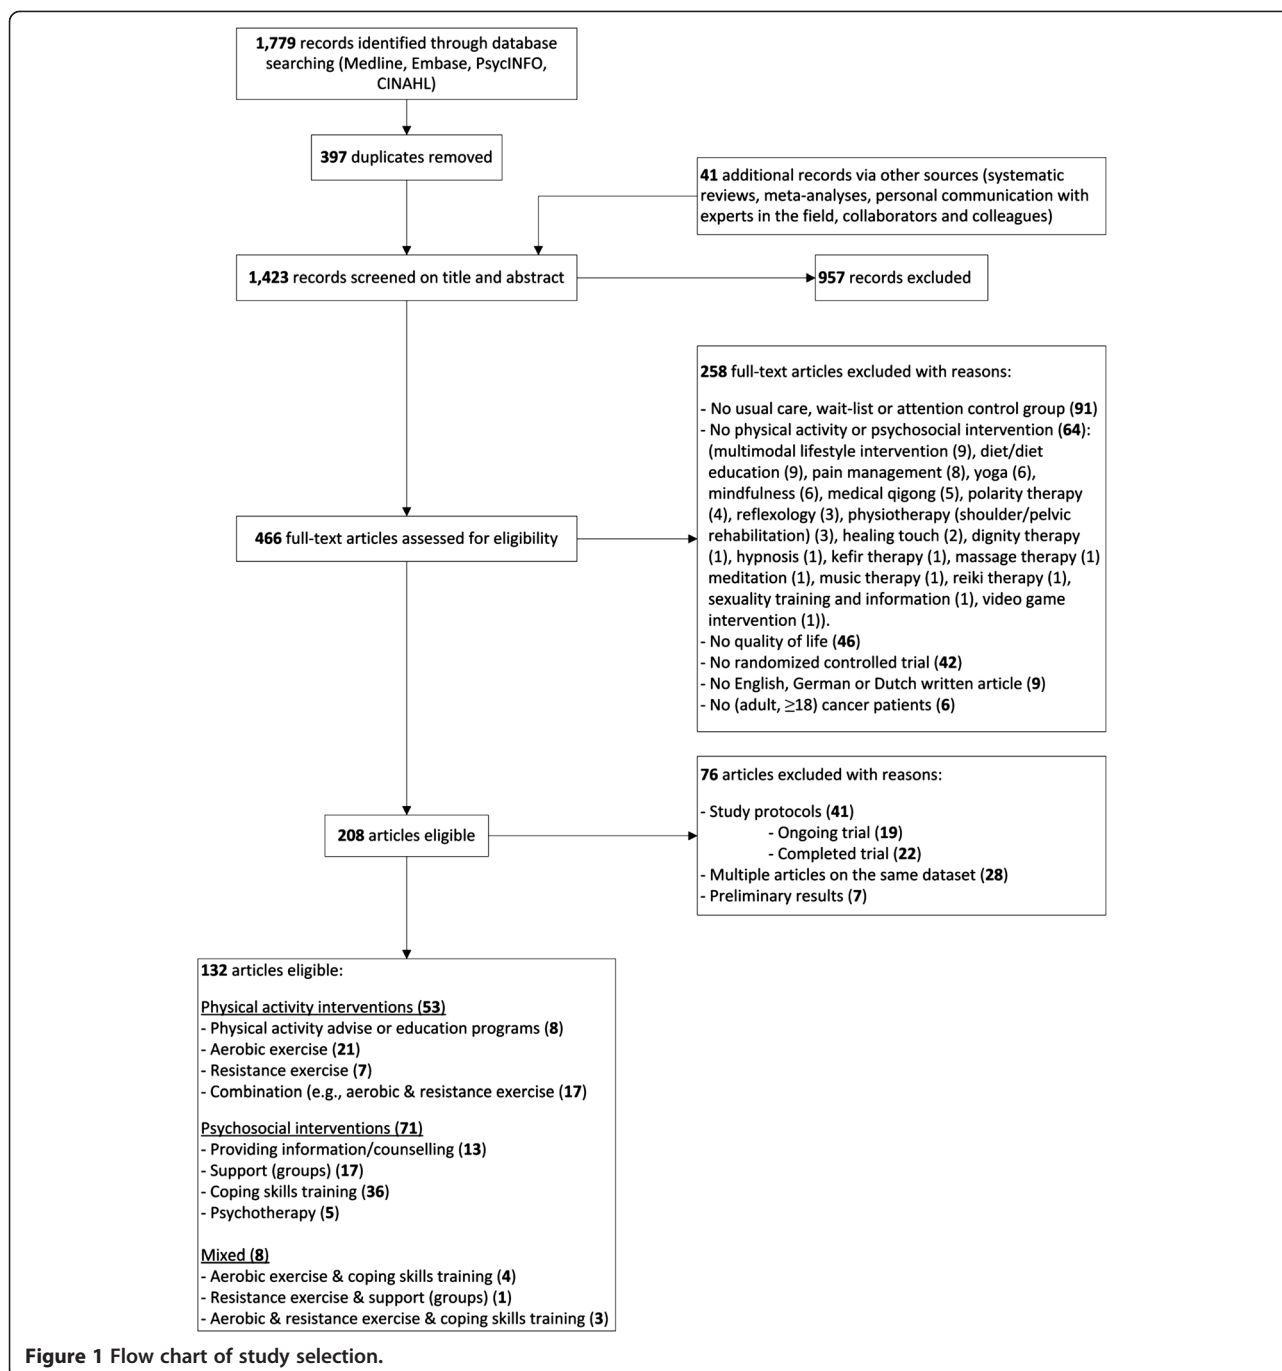 1,779 records identified through database
searching (Medline, Embase, PsycINFO,
CINAHL)
397 duplicates removed
41 additional records via other sources (systematic
reviews, meta-analyses, personal communication with
experts in the field, collaborators and colleagues)
1,423 records screened on title and abstract
957 records excluded
258 full-text articles excluded with reasons:
- No usual care, wait-list or attention control group (91)
- No physical activity or psychosocial intervention (64):
(multimodal lifestyle intervention (9), diet/diet
education (9), pain management (8), yoga (6),
mindfulness (6), medical qigong (5), polarity therapy
(4), reflexology (3), physiotherapy (shoulder/pelvic
rehabilitation) (3), healing touch (2), dignity therapy
(1), hypnosis (1), kefir therapy (1), massage therapy (1)
meditation (1), music therapy (1), reiki therapy (1),
sexuality training and information (1), video game
intervention (1)).
- No quality of life (46)
- No randomized controlled trial (42)
- No English, German or Dutch written article (9)
- No (adult, ≥18) cancer patients (6)
466 full-text articles assessed for eligibility
76 articles excluded with reasons:
- Study protocols (41)
- Ongoing trial (19)
- Completed trial (22)
- Multiple articles on the same dataset (28)
- Preliminary results (7)
208 articles eligible
132 articles eligible:
Physical activity interventions (53)
- Physical activity advise or education programs (8)
- Aerobic exercise (21)
- Resistance exercise (7)
- Combination (e.g., aerobic & resistance exercise (17)
Psychosocial interventions (71)
- Providing information/counselling (13)
- Support (groups) (17)
- Coping skills training (36)
- Psychotherapy (5)
Mixed (8)
- Aerobic exercise & coping skills training (4)
- Resistance exercise & support (groups) (1)
- Aerobic & resistance exercise & coping skills training (3)
Figure 1 Flow chart of study selection.